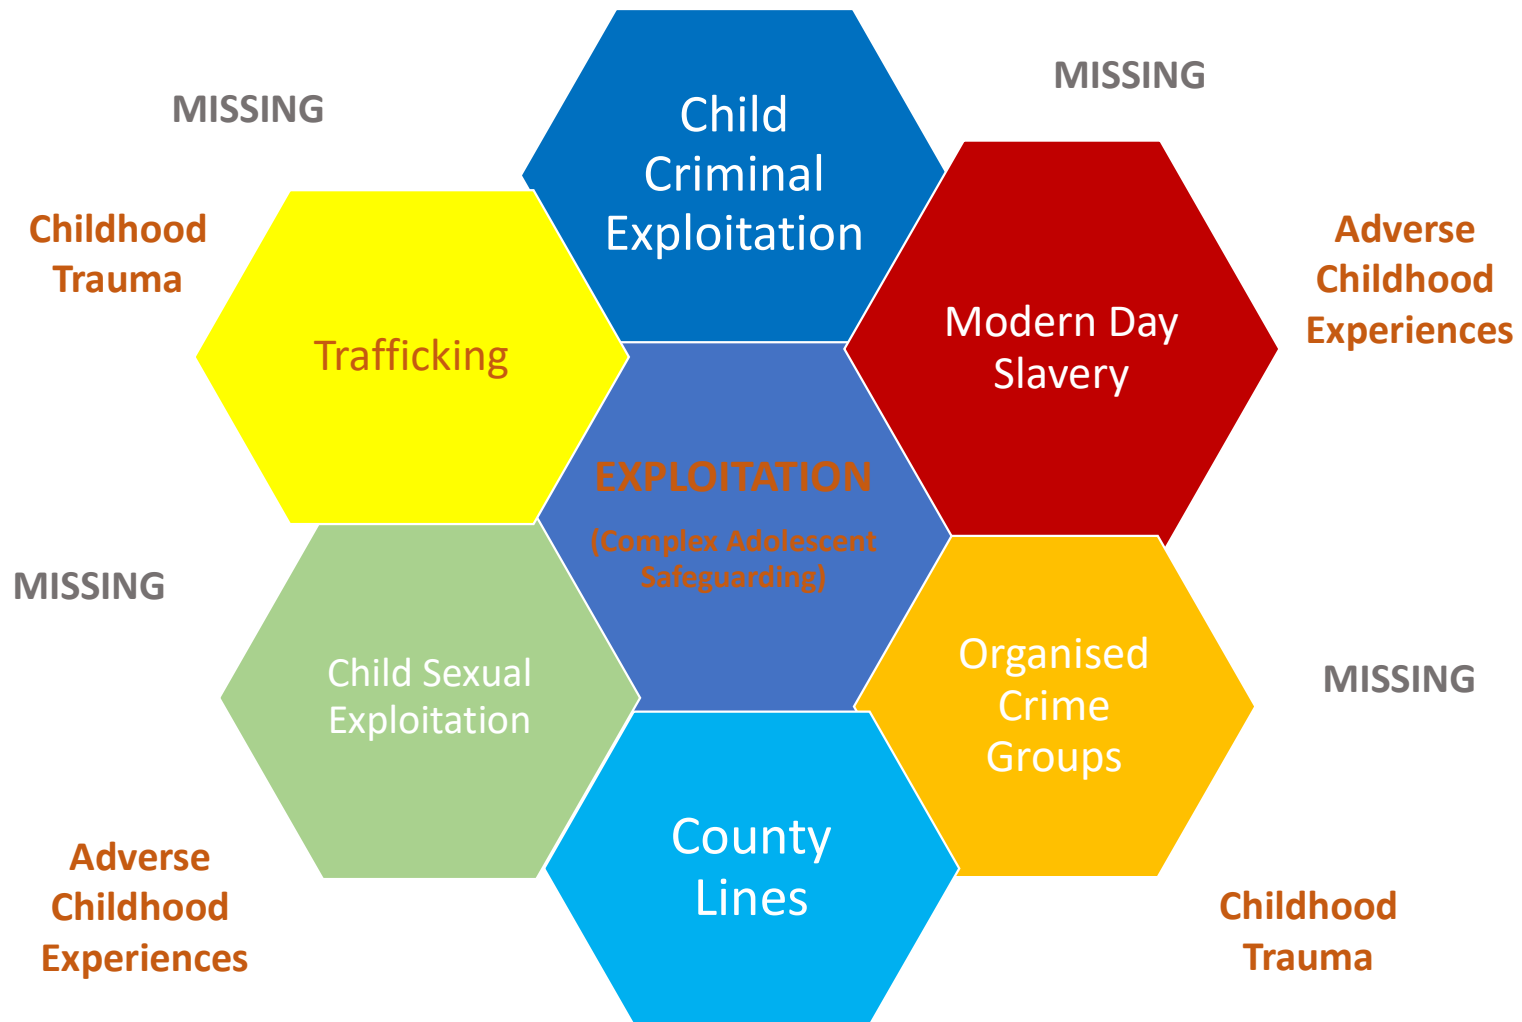 MISSING
MISSING
Child
Criminal
Exploitation
Childhood
Trauma
Adverse
Childhood
Experiences
Trafficking
Modern Day
Slavery
EXPLOITATION
(Complex Adolescent
Safeguarding)
MISSING
Child Sexual
Exploitation
Organised
Crime
Groups
MISSING
County
Lines
Adverse
Childhood
Experiences
Childhood
Trauma